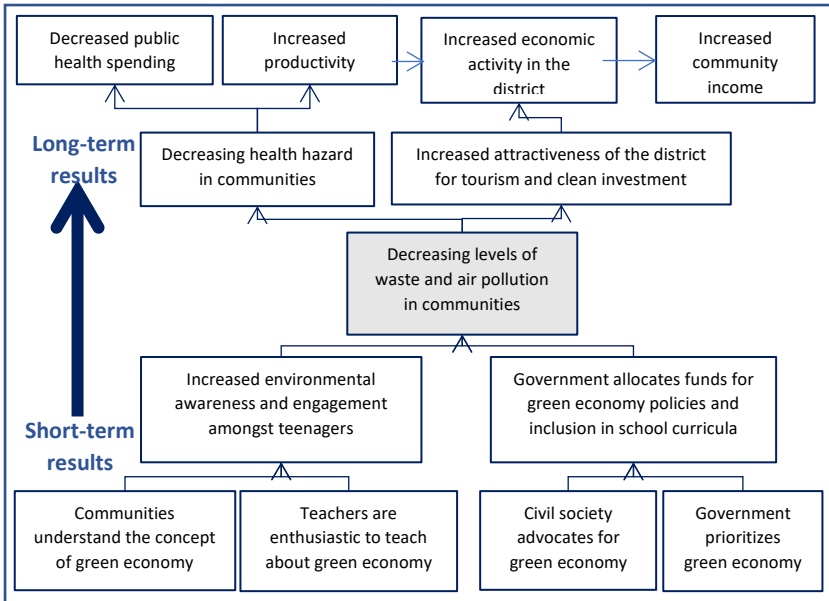 Decreased public
health spending
Increased
productivity
Increased economic
activity in the
district
Increased
community
income
Long-term
results
Decreasing health hazard
in communities
Increased attractiveness of the district
for tourism and clean investment
Decreasing levels of
waste and air pollution
in communities
Increased environmental
awareness and engagement
amongst teenagers
Government allocates funds for
green economy policies and
inclusion in school curricula
Short-term
results
Communities
understand the concept
of green economy
Teachers are
enthusiastic to teach
about green economy
Civil society
advocates for
green economy
Government
prioritizes
green economy